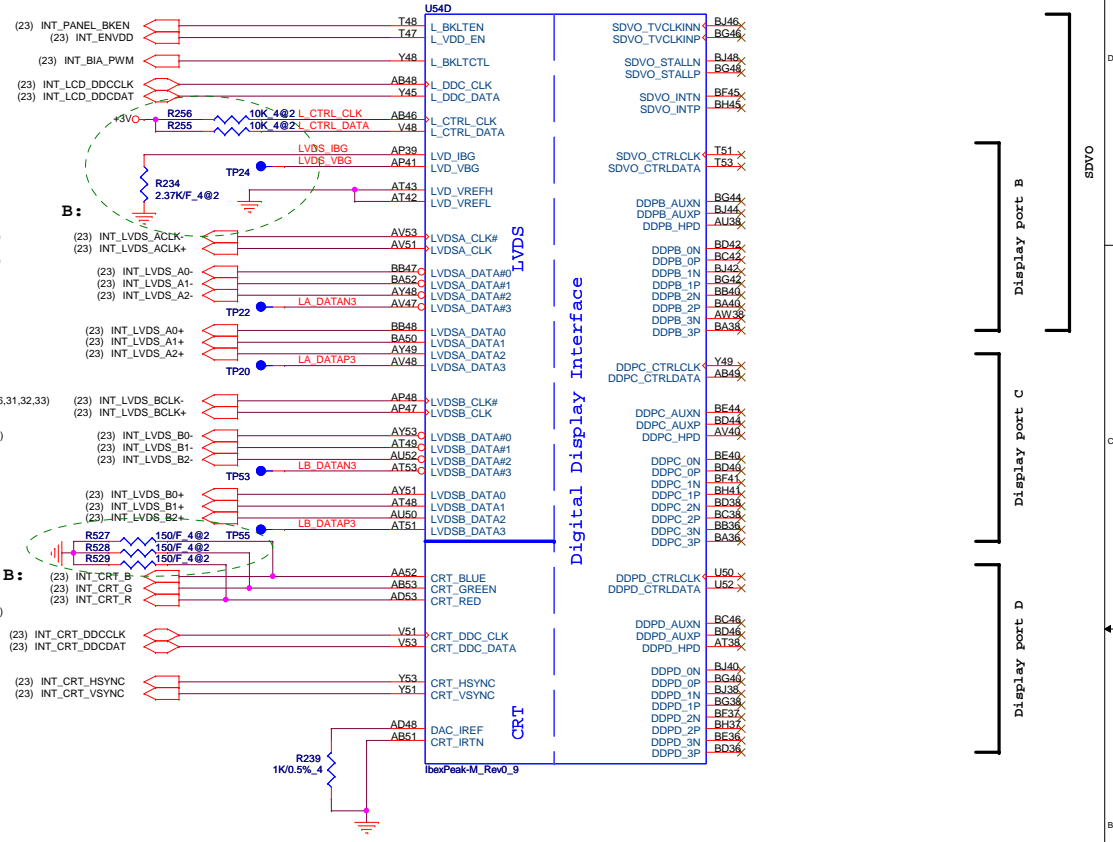 U54D
(23) INT_PANEL_BKEN T48 L_BKLTEN
(23) INT_ENVDD T47 L_VDD_EN
(23) INT_BIA_PWM Y48 L_BKLTCTL
(23) INT_LCD_DDCCLK AB48 L_DDC_CLK
(23) INT_LCD_DDCDAT Y45 L_DDC_DATA
+3V R256 10K_4@2 L_CTRL_CLK AB46 L_CTRL_CLK
R255 10K_4@2 L_CTRL_DATA V48 L_CTRL_DATA
LVDS_IBG AP39 LVD_IBG
TP24 LVDS_VBG AP41 LVD_VBG
R234
2.37K/F_4@2
AT43 LVD_VREFH
AT42 LVD_VREFL
B:
(23) INT_LVDS_ACLK- AV53 LVDSA_CLK#
(23) INT_LVDS_ACLK+ AV51 LVDSA_CLK
(23) INT_LVDS_A0- BB47 LVDSA_DATA#0
(23) INT_LVDS_A1- BA52 LVDSA_DATA#1
(23) INT_LVDS_A2- AY48 LVDSA_DATA#2
TP22 LA_DATAN3 AV47 LVDSA_DATA#3
(23) INT_LVDS_A0+ BB48 LVDSA_DATA0
(23) INT_LVDS_A1+ BA50 LVDSA_DATA1
(23) INT_LVDS_A2+ AY49 LVDSA_DATA2
TP20 LA_DATAP3 AV48 LVDSA_DATA3
6,31,32,33)
)
(23) INT_LVDS_BCLK- AP48 LVDSB_CLK#
(23) INT_LVDS_BCLK+ AP47 LVDSB_CLK
(23) INT_LVDS_B0- AY53 LVDSB_DATA#0
(23) INT_LVDS_B1- AT49 LVDSB_DATA#1
(23) INT_LVDS_B2- AU52 LVDSB_DATA#2
TP53 LB_DATAN3 AT53 LVDSB_DATA#3
(23) INT_LVDS_B0+ AY51 LVDSB_DATA0
(23) INT_LVDS_B1+ AT48 LVDSB_DATA1
(23) INT_LVDS_B2+ AU50 LVDSB_DATA2
TP55 LB_DATAP3 AT51 LVDSB_DATA3
R527 150/F_4@2
R528 150/F_4@2
R529 150/F_4@2
B:
(23) INT_CRT_B AA52 CRT_BLUE
(23) INT_CRT_G AB53 CRT_GREEN
(23) INT_CRT_R AD53 CRT_RED
)
(23) INT_CRT_DDCCLK V51 CRT_DDC_CLK
(23) INT_CRT_DDCDAT V53 CRT_DDC_DATA
(23) INT_CRT_HSYNC Y53 CRT_HSYNC
(23) INT_CRT_VSYNC Y51 CRT_VSYNC
AD48 DAC_IREF
AB51 CRT_IRTN
R239
1K/0.5%_4
IbexPeak-M_Rev0_9
LVDS
CRT
Digital Display Interface
SDVO_TVCLKINN BJ46
SDVO_TVCLKINP BG46
SDVO_STALLN BJ48
SDVO_STALLP BG48
SDVO_INTN BF45
SDVO_INTP BH45
SDVO_CTRLCLK T51
SDVO_CTRLDATA T53
DDPB_AUXN BG44
DDPB_AUXP BJ44
DDPB_HPD AU38
DDPB_0N BD42
DDPB_0P BC42
DDPB_1N BJ42
DDPB_1P BG42
DDPB_2N BB40
DDPB_2P BA40
DDPB_3N AW38
DDPB_3P BA38
DDPC_CTRLCLK Y49
DDPC_CTRLDATA AB49
DDPC_AUXN BE44
DDPC_AUXP BD44
DDPC_HPD AV40
DDPC_0N BE40
DDPC_0P BD40
DDPC_1N BF41
DDPC_1P BH41
DDPC_2N BD38
DDPC_2P BC38
DDPC_3N BB36
DDPC_3P BA36
DDPD_CTRLCLK U50
DDPD_CTRLDATA U52
DDPD_AUXN BC46
DDPD_AUXP BD46
DDPD_HPD AT38
DDPD_0N BJ40
DDPD_0P BG40
DDPD_1N BJ38
DDPD_1P BG38
DDPD_2N BF37
DDPD_2P BH37
DDPD_3N BE36
DDPD_3P BD36
Display port B
Display port C
Display port D
SDVO
D
C
B